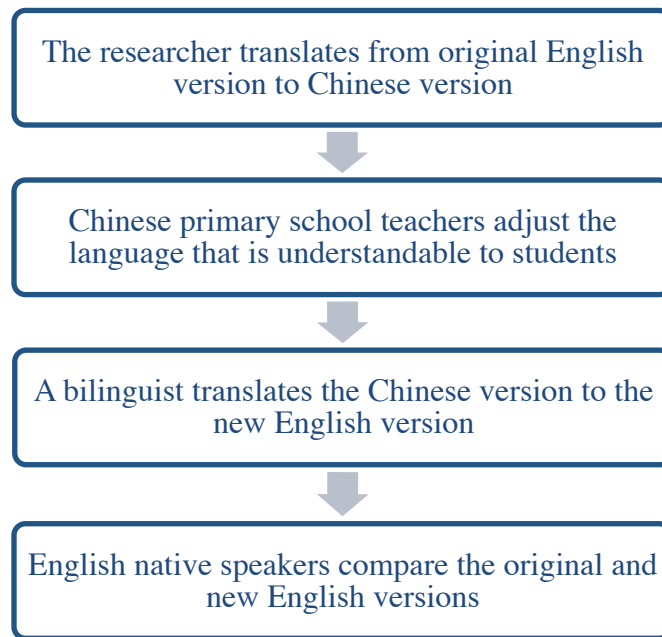 The researcher translates from original English
version to Chinese version
Chinese primary school teachers adjust the
language that is understandable to students
A bilinguist translates the Chinese version to the
new English version
English native speakers compare the original and
new English versions